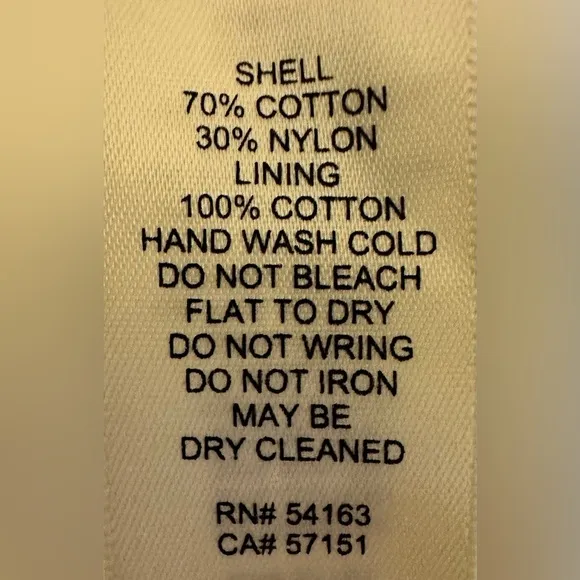 SHELL
70% COTTON
30% NYLON
LINING
100% COTTON
HAND WASH COLD
DO NOT BLEACH
FLAT TO DRY
DO NOT WRING
DO NOT IRON
MAY BE
DRY CLEANED
RN# 54163
CA# 57151